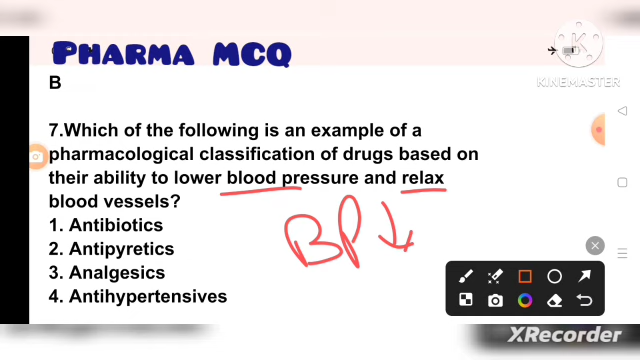 PHARMA MCQ
KINEMASTER
B
7.Which of the following is an example of a
pharmacological classification of drugs based on
their ability to lower blood pressure and relax
blood vessels?
1. Antibiotics
2. Antipyretics
3. Analgesics
4. Antihypertensives
BP↓
XRecorder